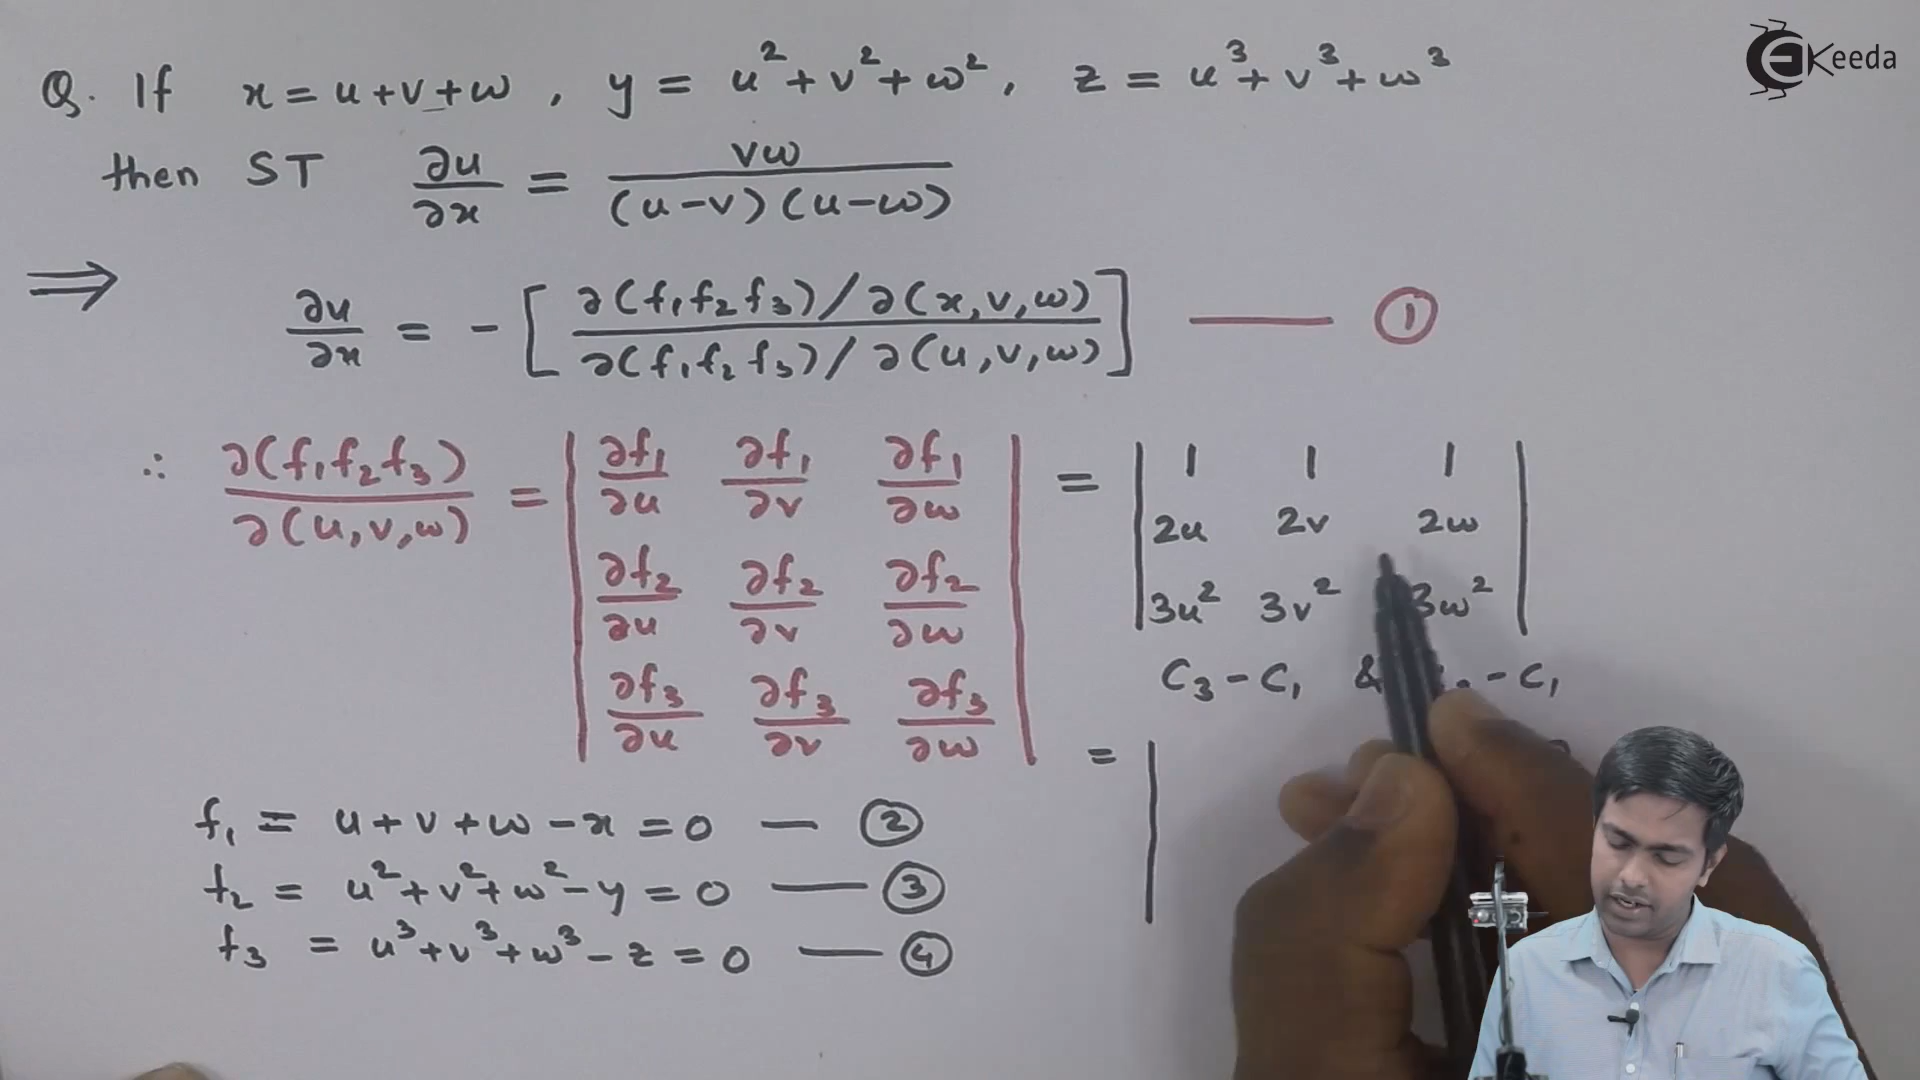 Q. If x = u+v+w , y = u²+v²+w² , z = u³+v³+w³
then ST ∂u/∂x = vw/(u-v)(u-w)
⟹ ∂u/∂x = - [ ∂(f₁f₂f₃)/∂(x,v,w) / ∂(f₁f₂f₃)/∂(u,v,w) ] — ①
∴ ∂(f₁f₂f₃)/∂(u,v,w) = | ∂f₁/∂u ∂f₁/∂v ∂f₁/∂w | = | 1 1 1 |
| ∂f₂/∂u ∂f₂/∂v ∂f₂/∂w | | 2u 2v 2w |
| ∂f₃/∂u ∂f₃/∂v ∂f₃/∂w | | 3u² 3v² 3w² |
C₃-C₁ & -C₁
= |
f₁ = u+v+w-x = 0 — ②
f₂ = u²+v²+w²-y = 0 — ③
f₃ = u³+v³+w³-z = 0 — ④
Keeda